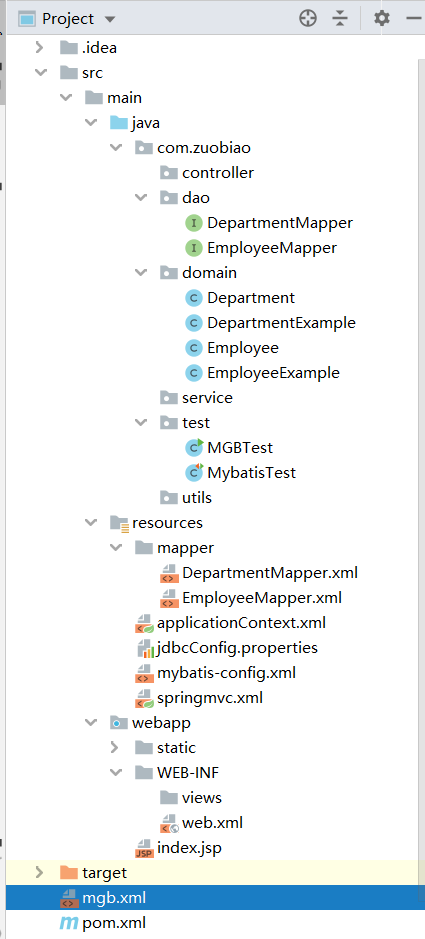 Project
.idea
src
main
java
com.zuobiao
controller
dao
DepartmentMapper
EmployeeMapper
domain
Department
DepartmentExample
Employee
EmployeeExample
service
test
MGBTest
MybatisTest
utils
resources
mapper
DepartmentMapper.xml
EmployeeMapper.xml
applicationContext.xml
jdbcConfig.properties
mybatis-config.xml
springmvc.xml
webapp
static
WEB-INF
views
web.xml
index.jsp
target
mgb.xml
pom.xml